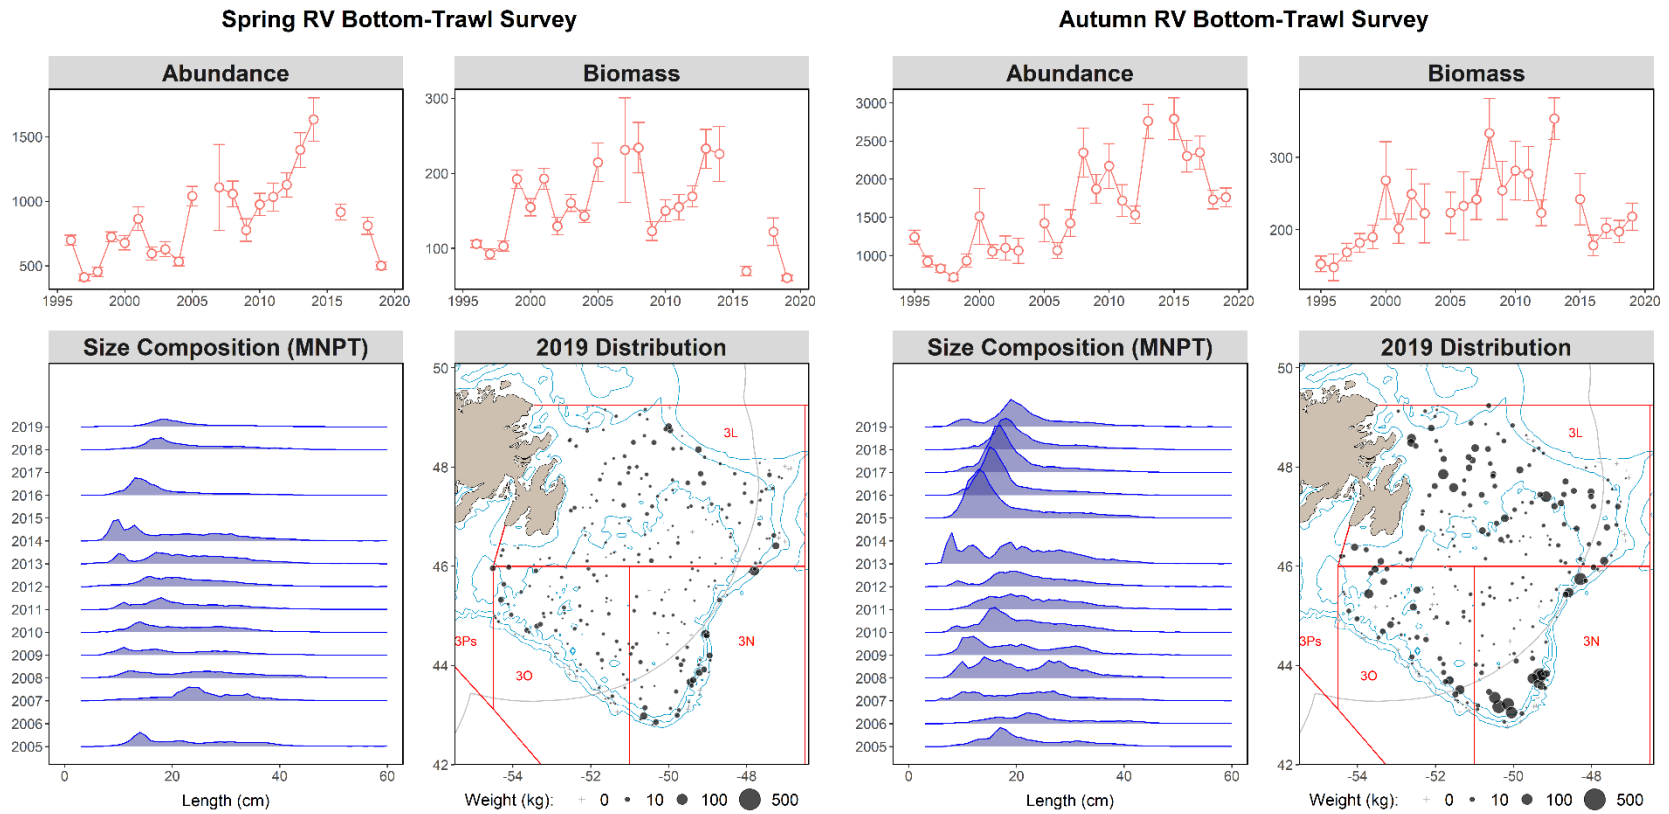 Spring RV Bottom-Trawl Survey
Autumn RV Bottom-Trawl Survey
Abundance
Biomass
Abundance
Biomass
1500
1000
500
1995 2000 2005 2010 2015 2020
300
200
100
1995 2000 2005 2010 2015 2020
3000
2500
2000
1500
1000
1995 2000 2005 2010 2015 2020
300
200
1995 2000 2005 2010 2015 2020
Size Composition (MNPT)
2019 Distribution
Size Composition (MNPT)
2019 Distribution
2019
2018
2017
2016
2015
2014
2013
2012
2011
2010
2009
2008
2007
2006
2005
0 20 40 60
Length (cm)
50
48
46
44
42
3L
3Ps
3O
3N
-54 -52 -50 -48
Weight (kg): 0 10 100 500
2019
2018
2017
2016
2015
2014
2013
2012
2011
2010
2009
2008
2007
2006
2005
0 20 40 60
Length (cm)
50
48
46
44
42
3L
3Ps
3O
3N
-54 -52 -50 -48
Weight (kg): 0 10 100 500